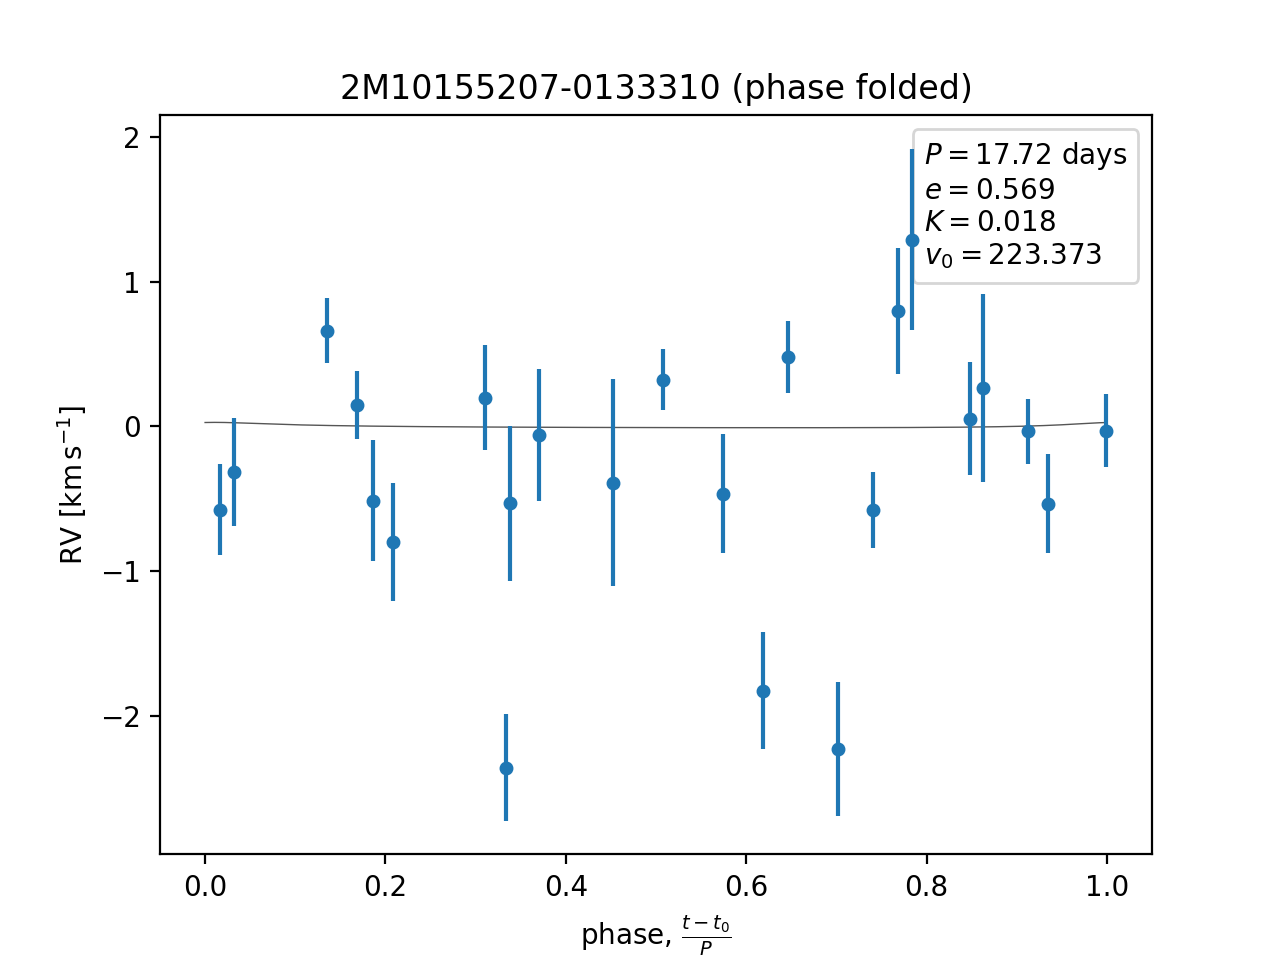 2M10155207-0133310 (phase folded)
P = 17.72 days
e = 0.569
K = 0.018
v₀ = 223.373
2
1
0
−1
−2
RV [km s⁻¹]
0.0 0.2 0.4 0.6 0.8 1.0
phase, (t − t₀)/P